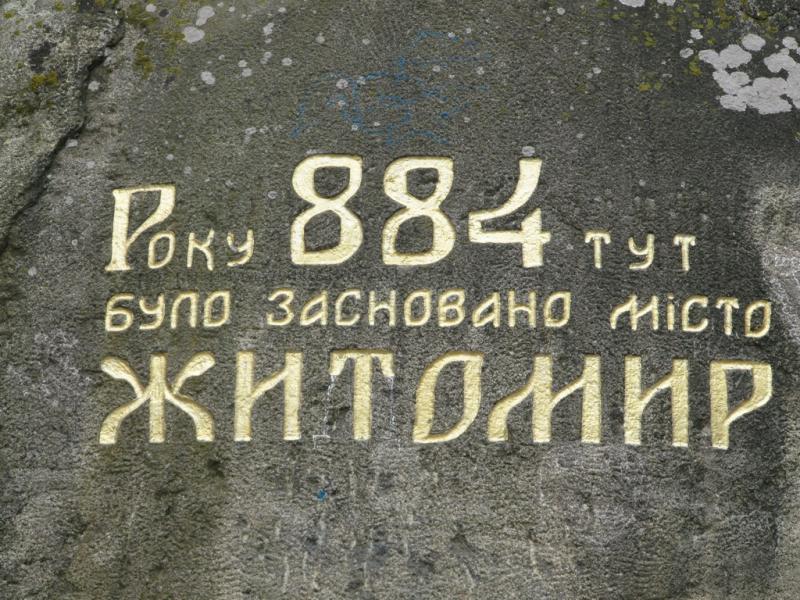 Року 884 тут
було засновано місто
ЖИТОМИР